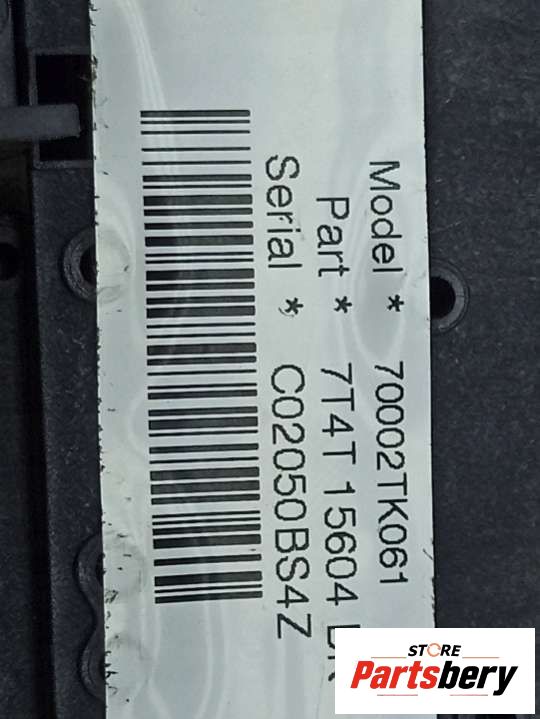 Model * 70002TK061
Part * 7T4T 15604
Serial * C02050BS4Z
STORE
Partsbery